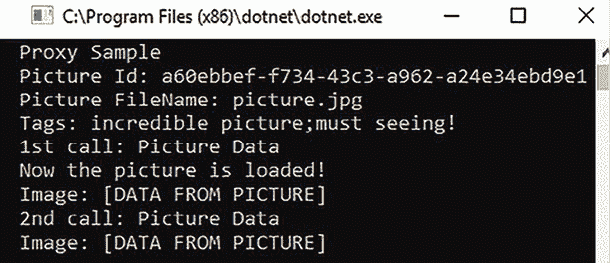 C:\Program Files (x86)\dotnet\dotnet.exe
Proxy Sample
Picture Id: a60ebbef-f734-43c3-a962-a24e34ebd9e1
Picture FileName: picture.jpg
Tags: incredible picture;must seeing!
1st call: Picture Data
Now the picture is loaded!
Image: [DATA FROM PICTURE]
2nd call: Picture Data
Image: [DATA FROM PICTURE]